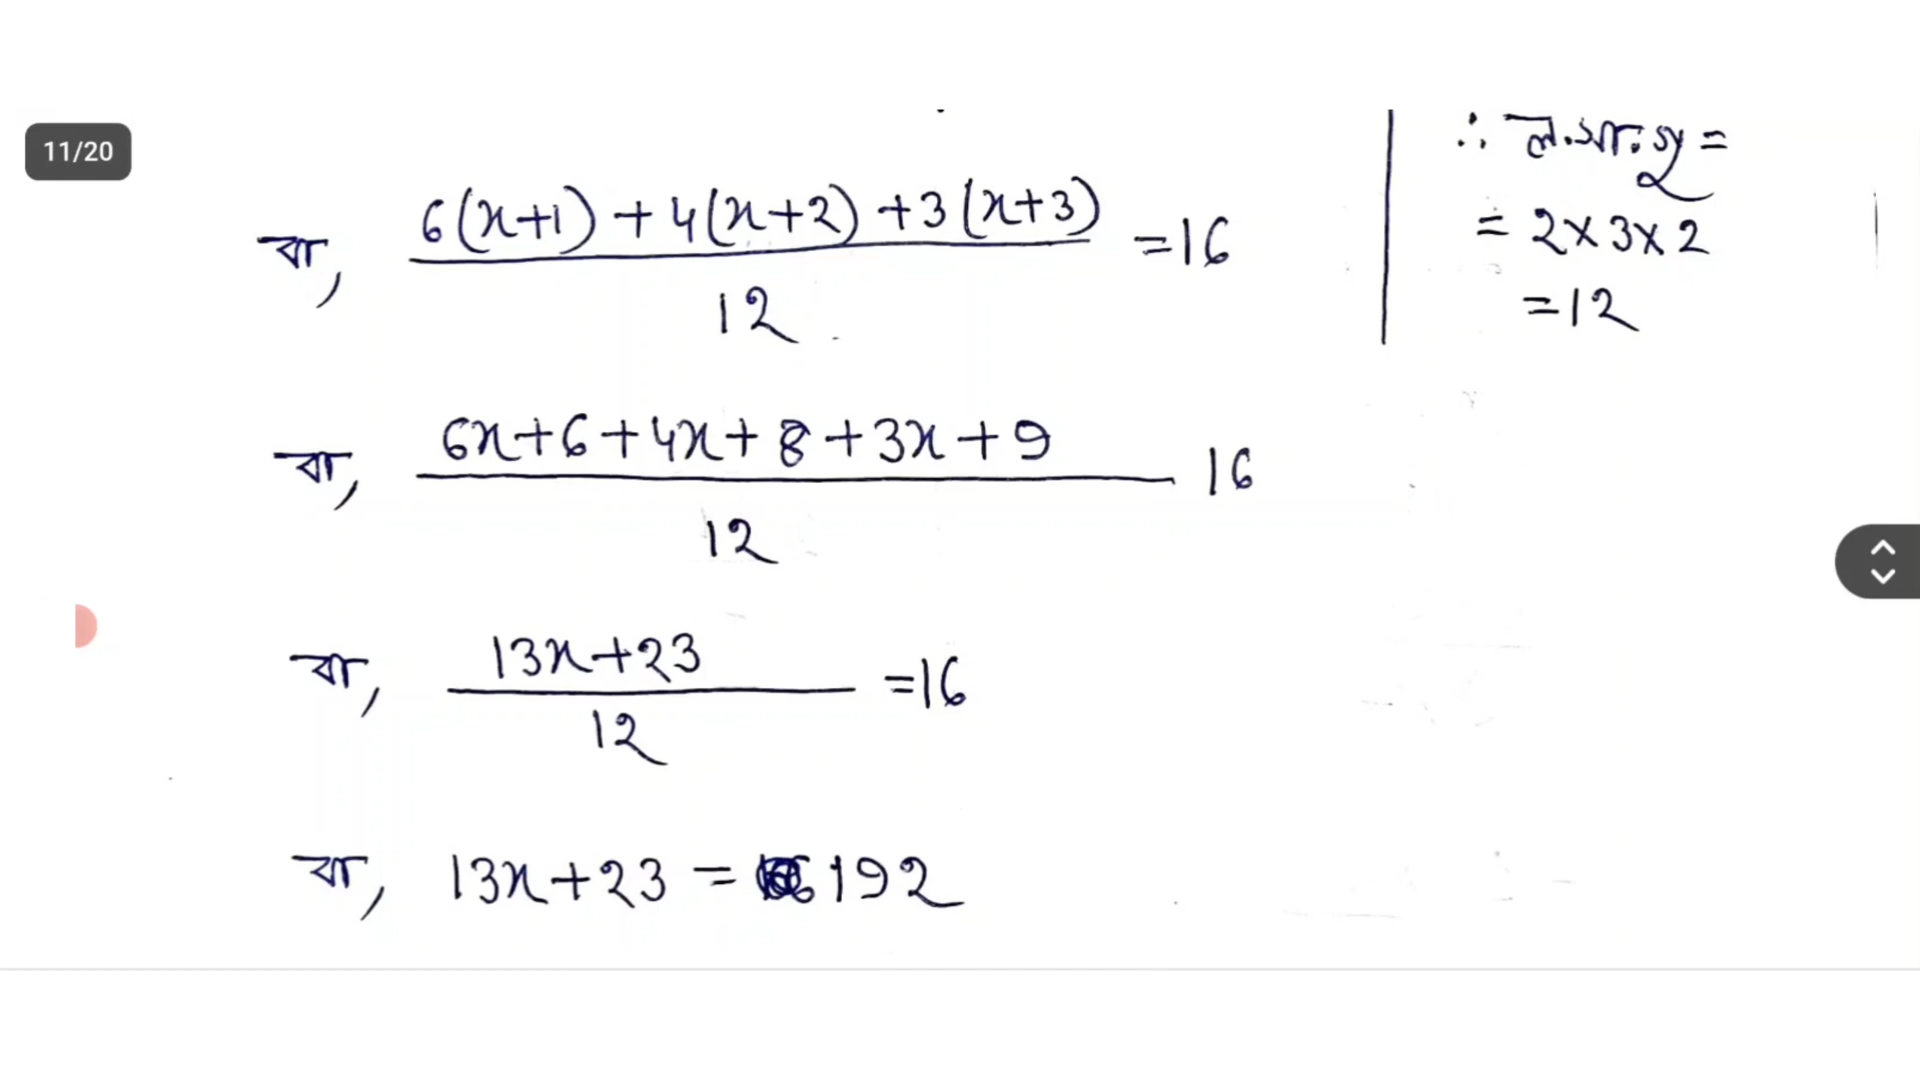 11/20
∴ ল.সা.গু =
= 2×3×2
=12
বা, (6(x+1)+4(x+2)+3(x+3))/12 =16
বা, (6x+6+4x+8+3x+9)/12 16
বা, (13x+23)/12 =16
বা, 13x+23 = 192